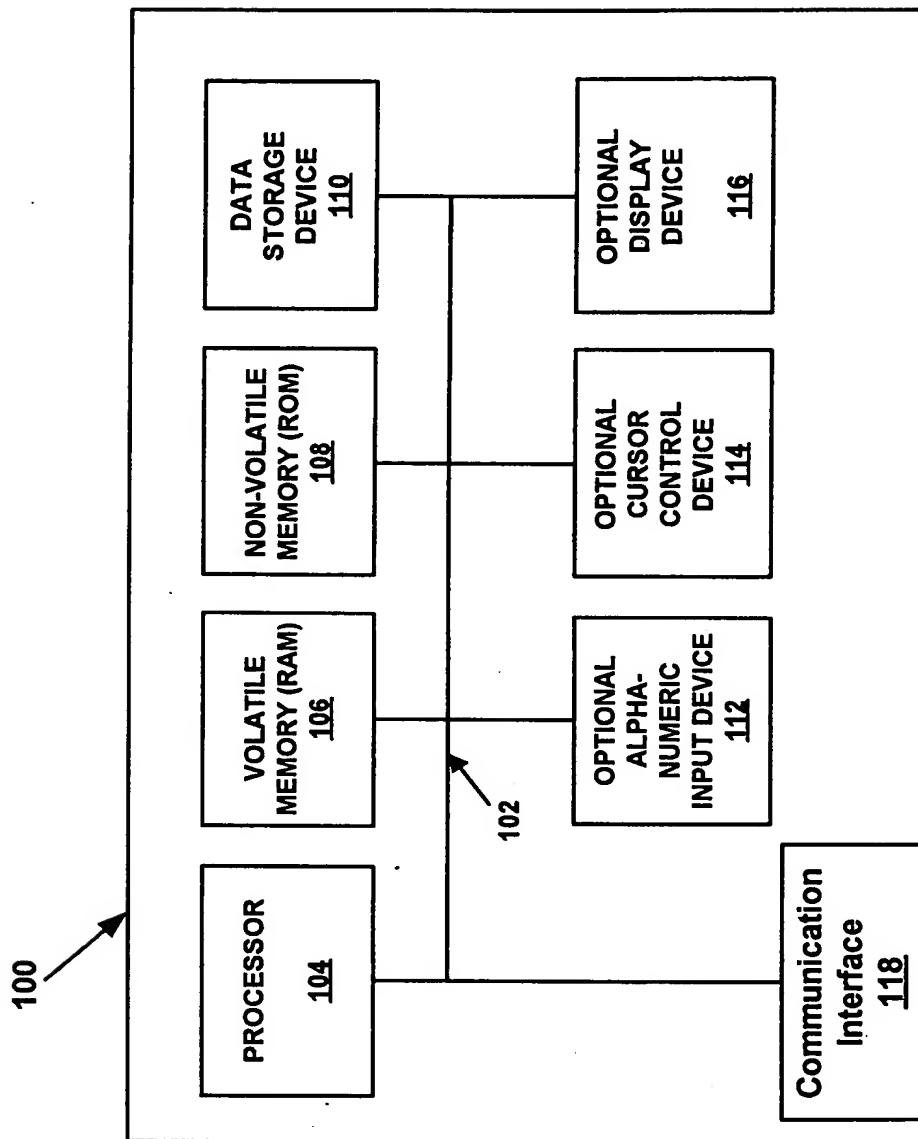 100
PROCESSOR
104
VOLATILE
MEMORY (RAM)
106
NON-VOLATILE
MEMORY (ROM)
108
DATA
STORAGE
DEVICE
110
102
Communication
Interface
118
OPTIONAL
ALPHA-
NUMERIC
INPUT DEVICE
112
OPTIONAL
CURSOR
CONTROL
DEVICE
114
OPTIONAL
DISPLAY
DEVICE
116